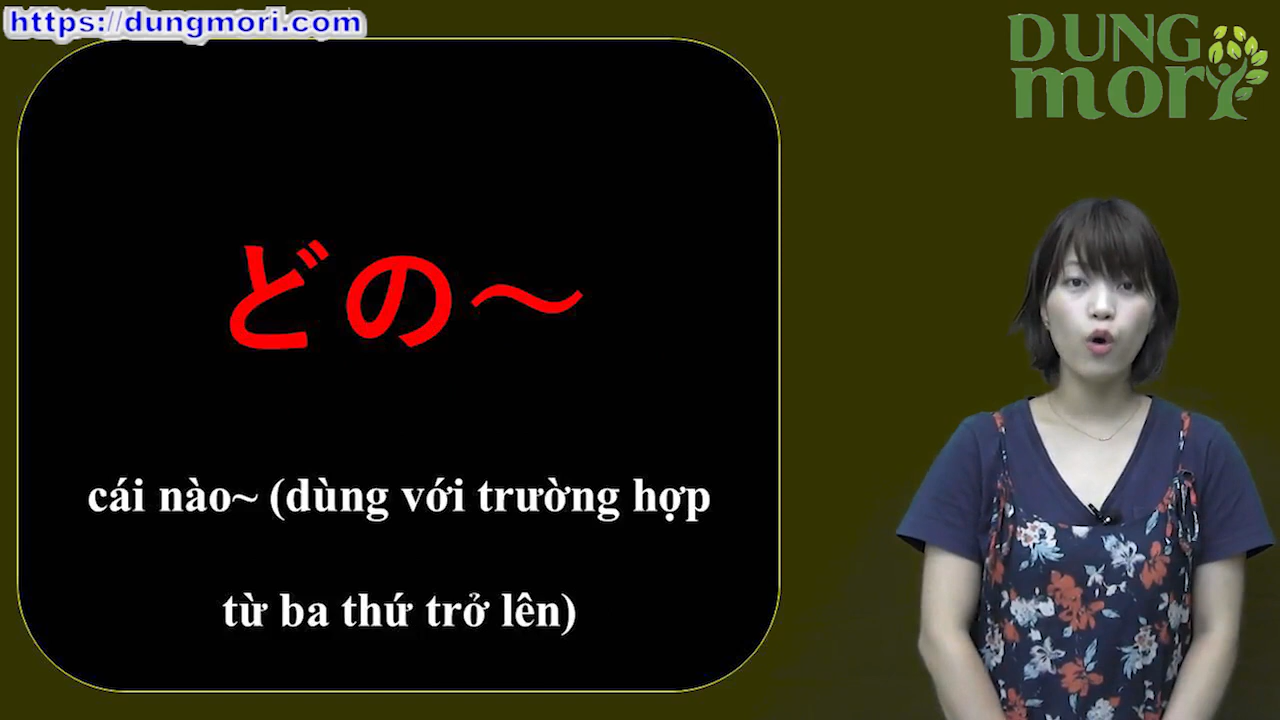 https://dungmori.com
DUNG
mori
どの～
cái nào~ (dùng với trường hợp
từ ba thứ trở lên)